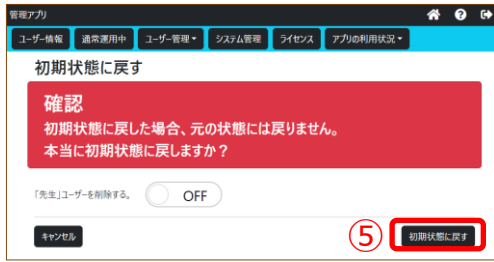 管理アプリ
ユーザー情報 通常運用中 ユーザー管理 システム管理 ライセンス アプリの利用状況
初期状態に戻す
確認
初期状態に戻した場合、元の状態には戻りません。
本当に初期状態に戻しますか？
「先生」ユーザーを削除する。 OFF
キャンセル ⑤ 初期状態に戻す